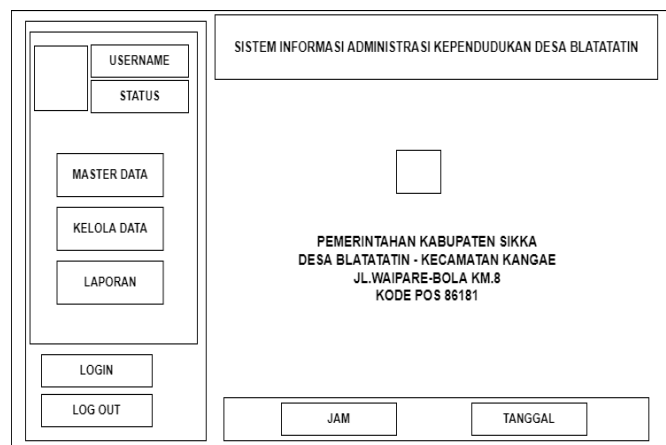 USERNAME
STATUS
MASTER DATA
KELOLA DATA
LAPORAN
LOGIN
LOG OUT
SISTEM INFORMASI ADMINISTRASI KEPENDUDUKAN DESA BLATATATIN
PEMERINTAHAN KABUPATEN SIKKA
DESA BLATATATIN - KECAMATAN KANGAE
JL.WAIPARE-BOLA KM.8
KODE POS 86181
JAM
TANGGAL